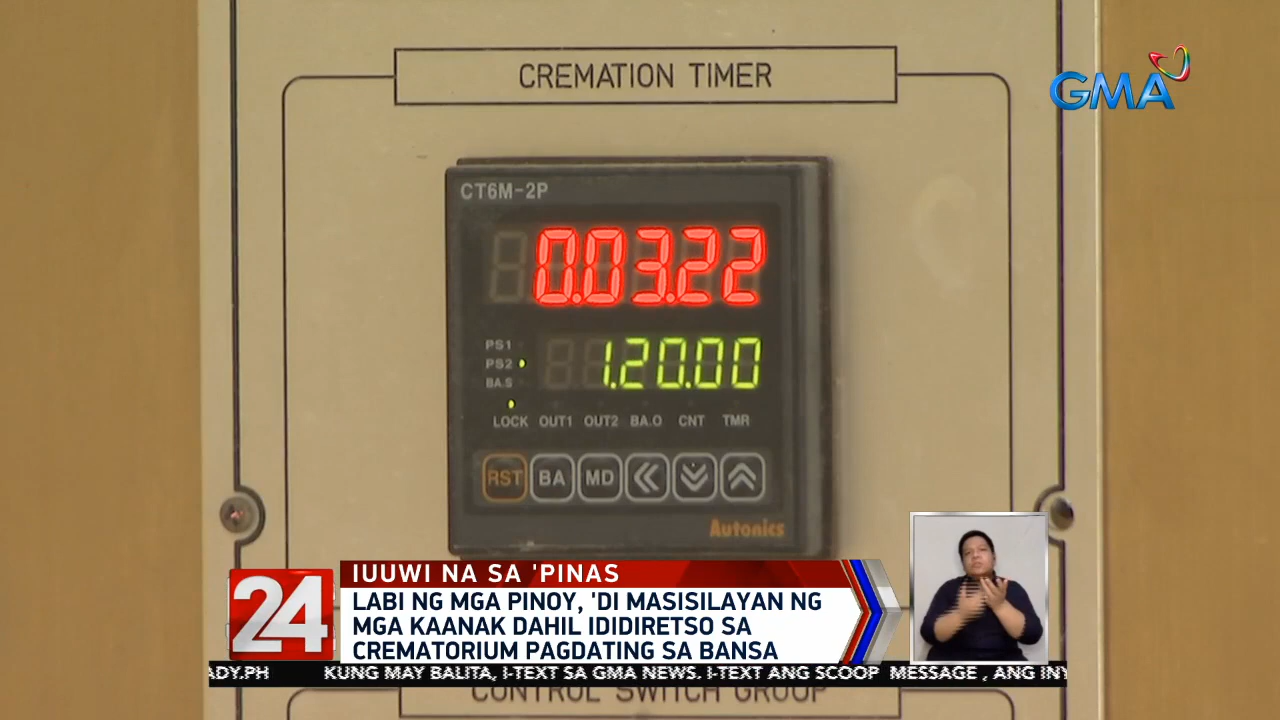 CREMATION TIMER
GMA
CT6M-2P
0.03.22
PS1
PS2
BA.S
1.20.00
LOCK OUT1 OUT2 BA.O CNT TMR
RST BA MD
Autonics
24
IUUWI NA SA 'PINAS
LABI NG MGA PINOY, 'DI MASISILAYAN NG
MGA KAANAK DAHIL IDIDIRETSO SA
CREMATORIUM PAGDATING SA BANSA
ADY.PH KUNG MAY BALITA, I-TEXT SA GMA NEWS. I-TEXT ANG SCOOP MESSAGE , ANG INY
CONTROL SWITCH GROUP